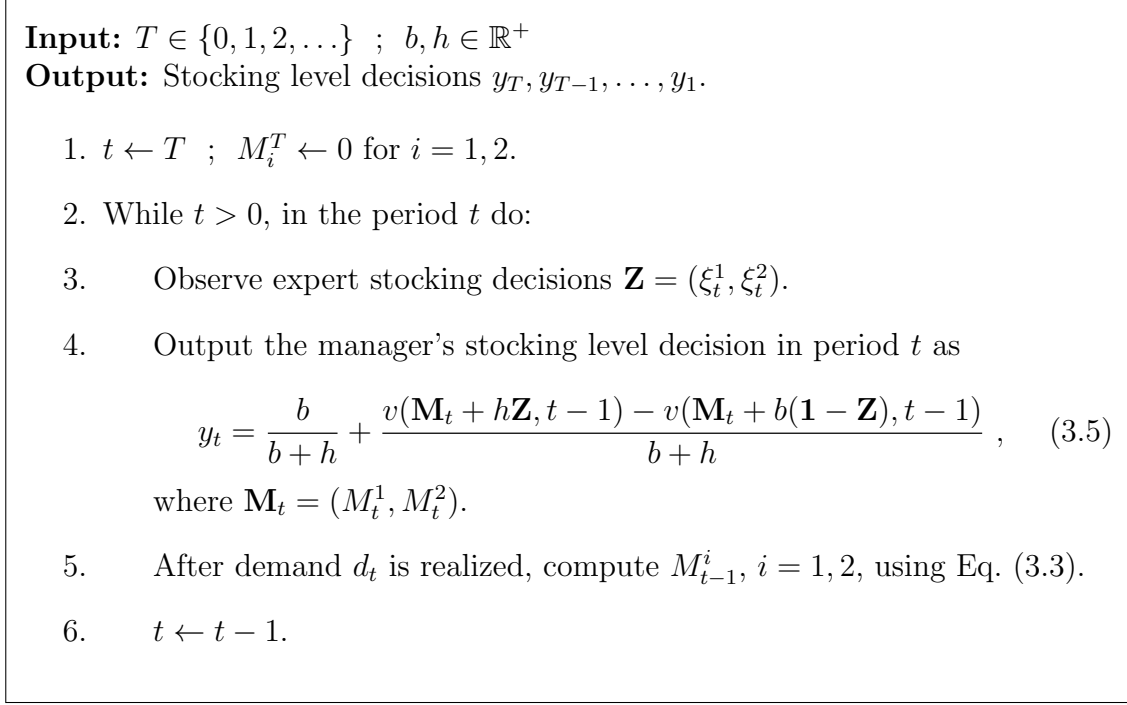 Input: T ∈ {0, 1, 2, …} ; b, h ∈ ℝ⁺
Output: Stocking level decisions y_T, y_{T−1}, …, y_1.
1. t ← T ; M_i^T ← 0 for i = 1, 2.
2. While t > 0, in the period t do:
3. Observe expert stocking decisions Z = (ξ_t^1, ξ_t^2).
4. Output the manager's stocking level decision in period t as
y_t = b/(b + h) + (v(M_t + hZ, t − 1) − v(M_t + b(1 − Z), t − 1))/(b + h) , (3.5)
where M_t = (M_t^1, M_t^2).
5. After demand d_t is realized, compute M_{t−1}^i, i = 1, 2, using Eq. (3.3).
6. t ← t − 1.